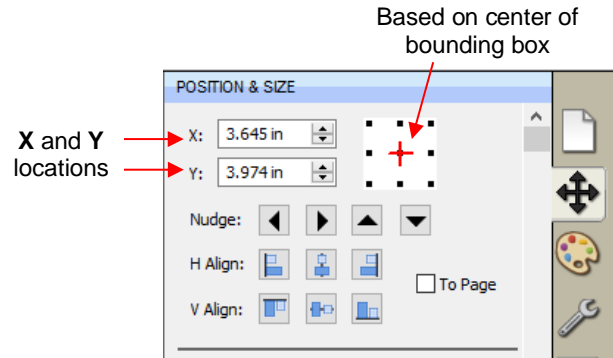 Based on center of
bounding box
POSITION & SIZE
X and Y
locations
X: 3.645 in
Y: 3.974 in
Nudge:
H Align:
To Page
V Align: